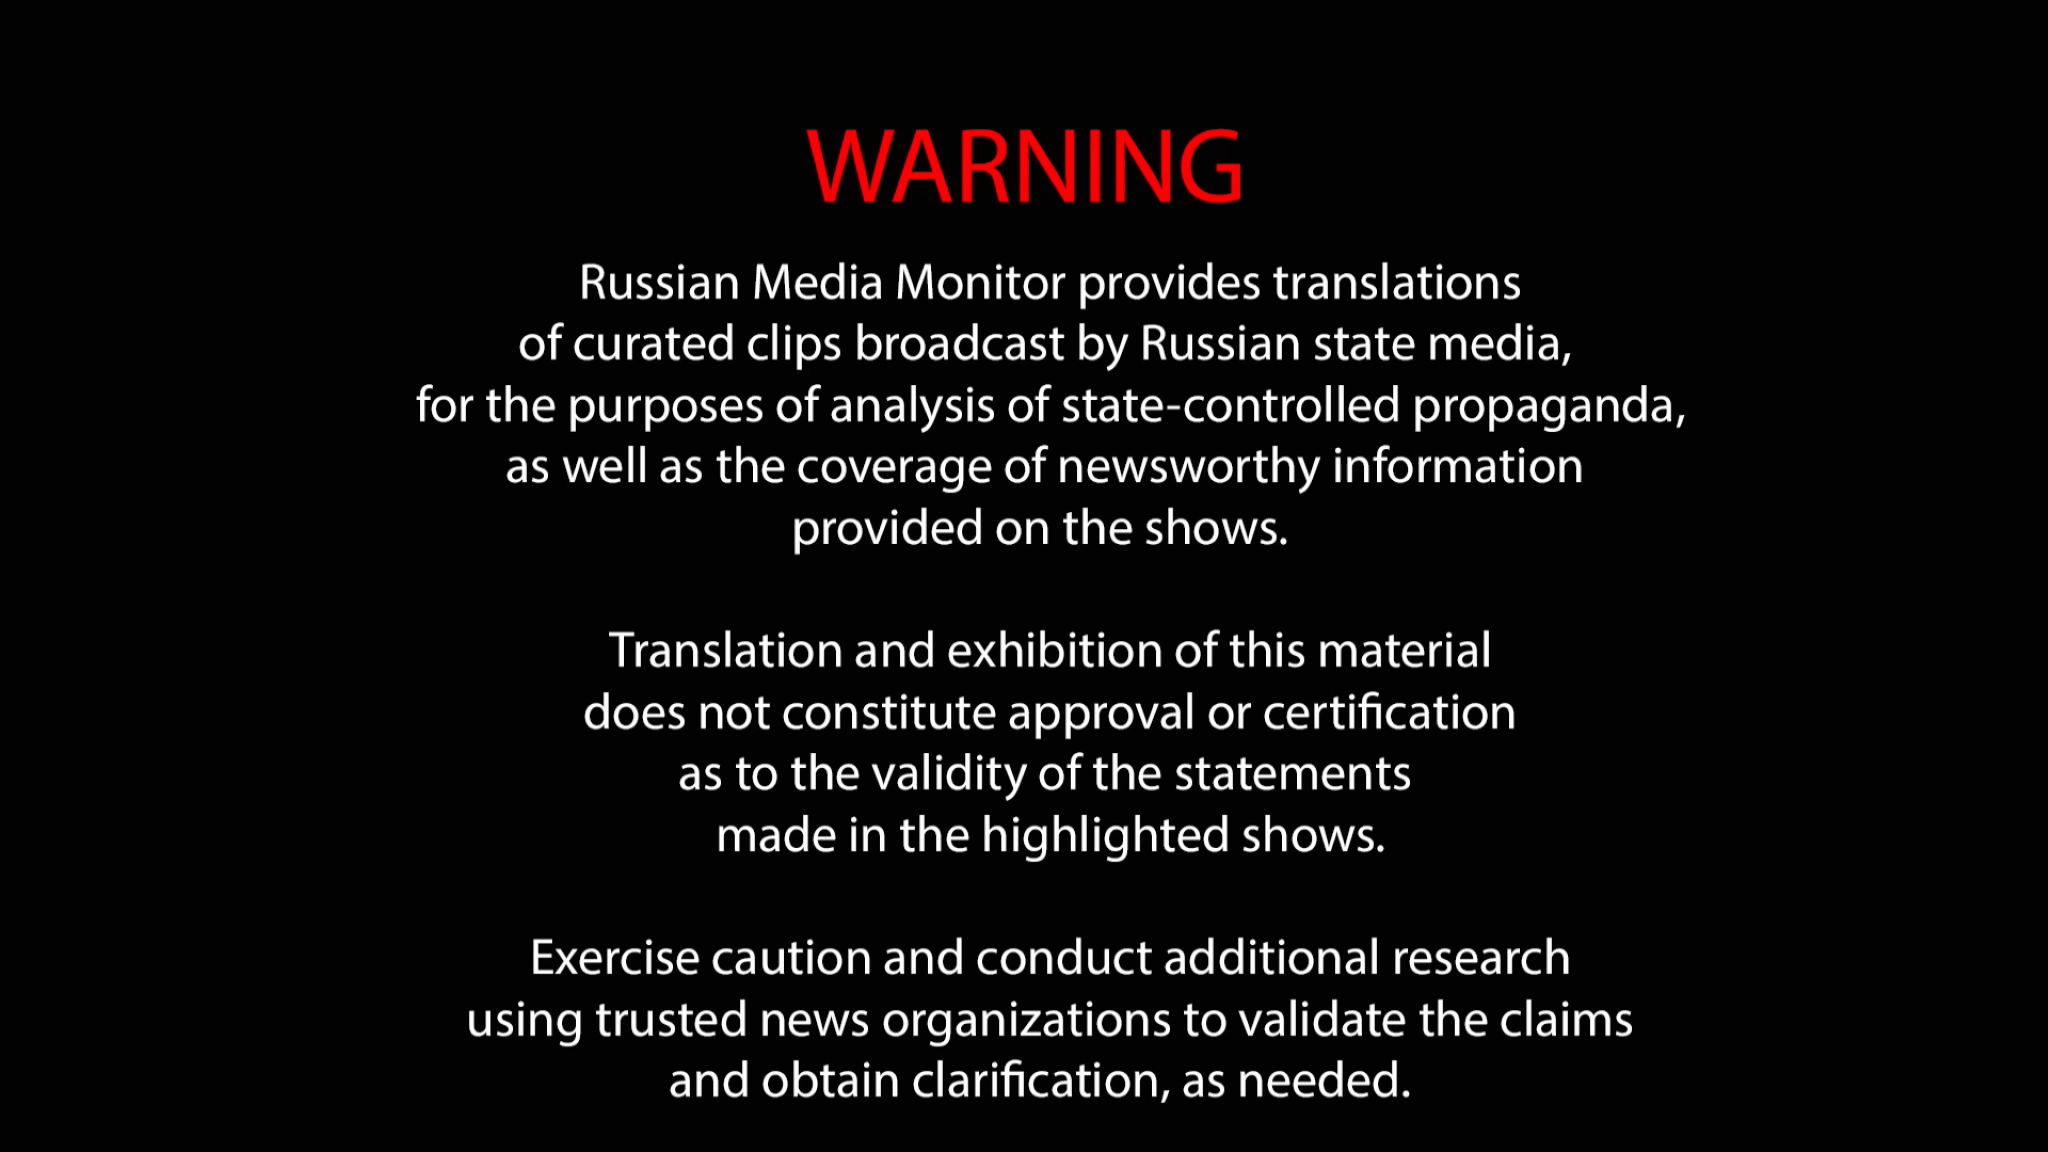 WARNING
Russian Media Monitor provides translations
of curated clips broadcast by Russian state media,
for the purposes of analysis of state-controlled propaganda,
as well as the coverage of newsworthy information
provided on the shows.
Translation and exhibition of this material
does not constitute approval or certification
as to the validity of the statements
made in the highlighted shows.
Exercise caution and conduct additional research
using trusted news organizations to validate the claims
and obtain clarification, as needed.